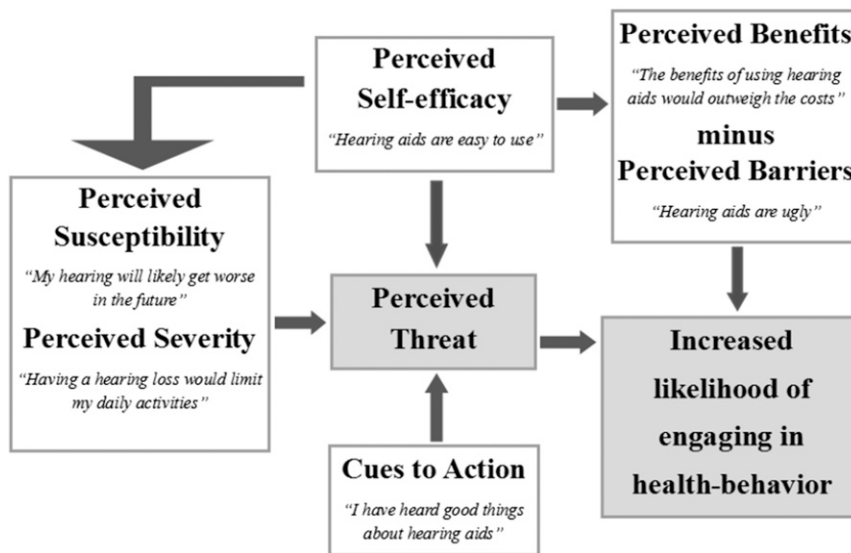 Perceived
Self-efficacy
“Hearing aids are easy to use”
Perceived Benefits
“The benefits of using hearing
aids would outweigh the costs”
minus
Perceived Barriers
“Hearing aids are ugly”
Perceived
Susceptibility
“My hearing will likely get worse
in the future”
Perceived Severity
“Having a hearing loss would limit
my daily activities”
Perceived
Threat
Increased
likelihood of
engaging in
health-behavior
Cues to Action
“I have heard good things
about hearing aids”